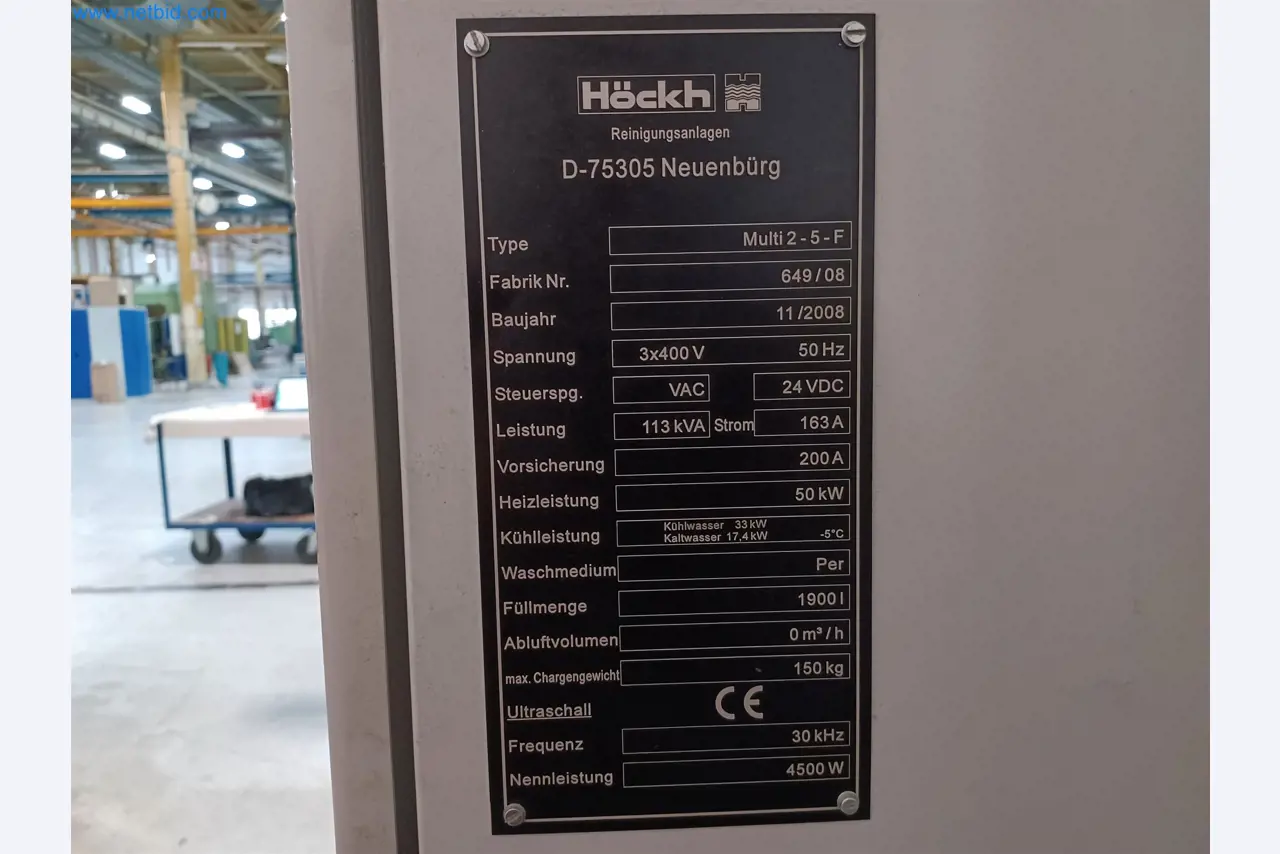 www.netbid.com
Höckh
Reinigungsanlagen
D-75305 Neuenbürg
Type Multi 2 - 5 - F
Fabrik Nr. 649 / 08
Baujahr 11 /2008
Spannung 3x400 V 50 Hz
Steuerspg. VAC 24 VDC
Leistung 113 kVA Strom 163 A
Vorsicherung 200 A
Heizleistung 50 kW
Kühlleistung Kühlwasser 33 kW
Kaltwasser 17,4 kW -5°C
Waschmedium Per
Füllmenge 1900 l
Abluftvolumen 0 m³ / h
max. Chargengewicht 150 kg
Ultraschall CE
Frequenz 30 kHz
Nennleistung 4500 W